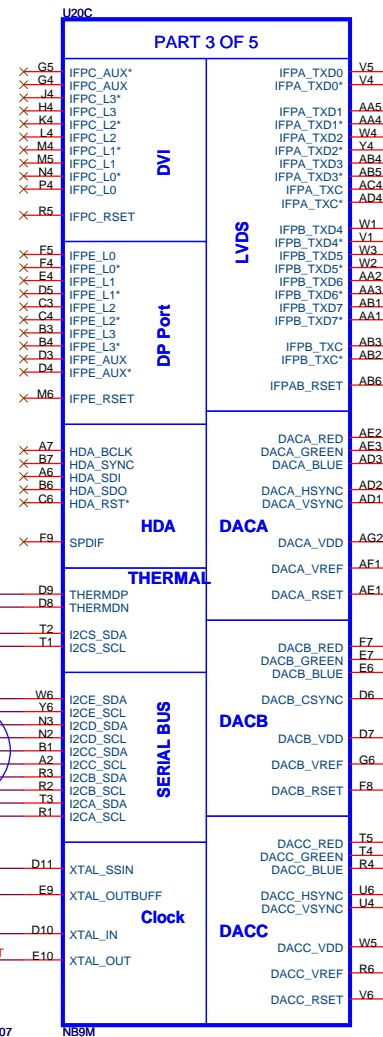 U20C
PART 3 OF 5
DVI
G5 IFPC_AUX*
G4 IFPC_AUX
J4 IFPC_L3*
H4 IFPC_L3
K4 IFPC_L2*
L4 IFPC_L2
M4 IFPC_L1*
M5 IFPC_L1
N4 IFPC_L0*
P4 IFPC_L0
R5 IFPC_RSET
DP Port
F5 IFPE_L0
F4 IFPE_L0*
E4 IFPE_L1
D5 IFPE_L1*
C3 IFPE_L2
C4 IFPE_L2*
B3 IFPE_L3
B4 IFPE_L3*
D3 IFPE_AUX
D4 IFPE_AUX*
M6 IFPE_RSET
A7 HDA_BCLK
B7 HDA_SYNC
A6 HDA_SDI
B6 HDA_SDO
C6 HDA_RST*
HDA
F9 SPDIF
THERMAL
D9 THERMDP
D8 THERMDN
T2 I2CS_SDA
T1 I2CS_SCL
SERIAL BUS
W6 I2CE_SDA
Y6 I2CE_SCL
N3 I2CD_SDA
N2 I2CD_SCL
B1 I2CC_SDA
A2 I2CC_SCL
R3 I2CB_SDA
R2 I2CB_SCL
T3 I2CA_SDA
R1 I2CA_SCL
D11 XTAL_SSIN
E9 XTAL_OUTBUFF
Clock
D10 XTAL_IN
T E10 XTAL_OUT
LVDS
IFPA_TXD0 V5
IFPA_TXD0* V4
IFPA_TXD1 AA5
IFPA_TXD1* AA4
IFPA_TXD2 W4
IFPA_TXD2* Y4
IFPA_TXD3 AB4
IFPA_TXD3* AB5
IFPA_TXC AC4
IFPA_TXC* AD4
IFPB_TXD4 W1
IFPB_TXD4* V1
IFPB_TXD5 W3
IFPB_TXD5* W2
IFPB_TXD6 AA2
IFPB_TXD6* AA3
IFPB_TXD7 AB1
IFPB_TXD7* AA1
IFPB_TXC AB3
IFPB_TXC* AB2
IFPAB_RSET AB6
DACA_RED AE2
DACA_GREEN AE3
DACA_BLUE AD3
DACA_HSYNC AD2
DACA_VSYNC AD1
DACA
DACA_VDD AG2
DACA_VREF AF1
DACA_RSET AE1
DACB_RED F7
DACB_GREEN E7
DACB_BLUE E6
DACB_CSYNC D6
DACB
DACB_VDD D7
DACB_VREF G6
DACB_RSET F8
DACC_RED T5
DACC_GREEN T4
DACC_BLUE R4
DACC_HSYNC U6
DACC_VSYNC U4
DACC
DACC_VDD W5
DACC_VREF R6
DACC_RSET V6
07
NB9M